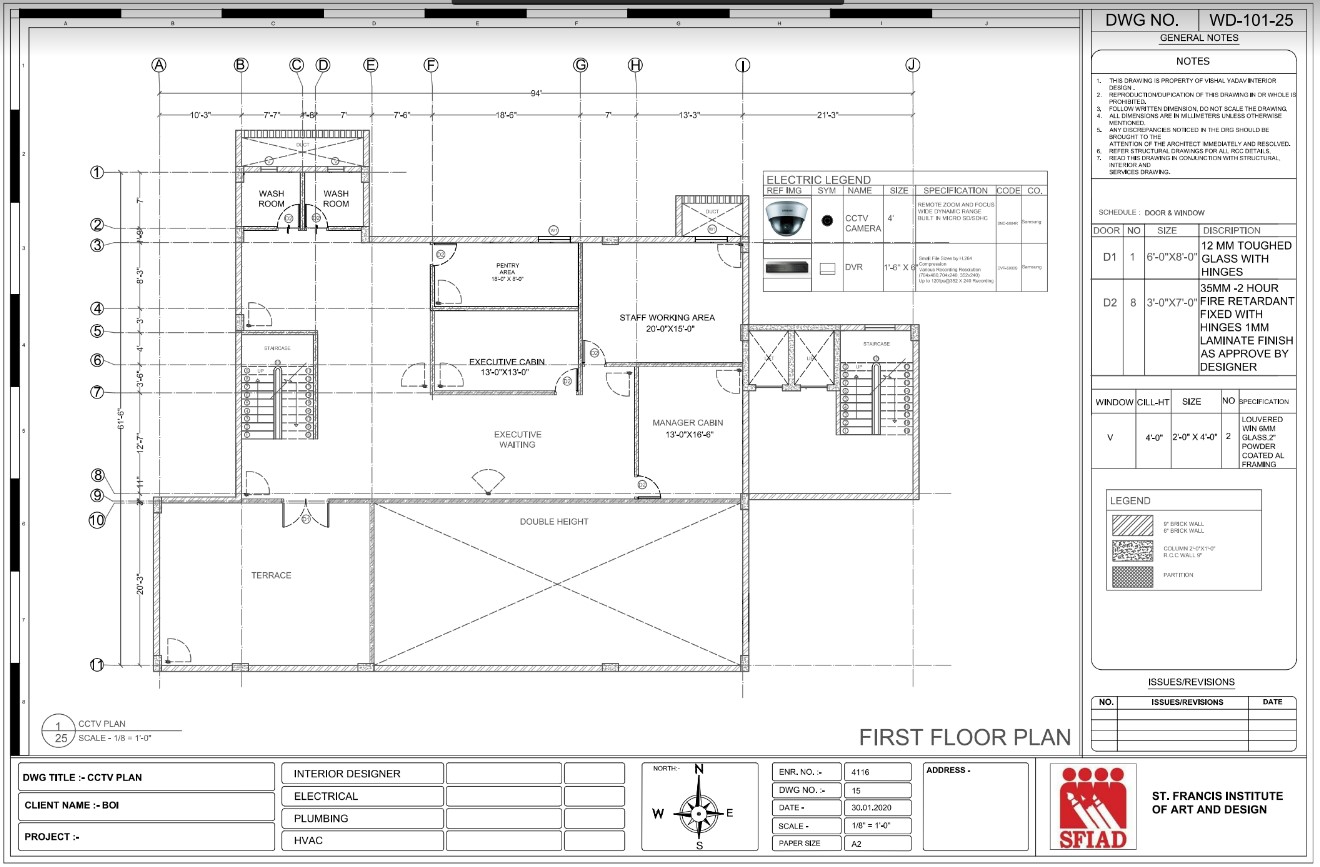 A B C D E F G H I J
DWG NO. WD-101-25
GENERAL NOTES
NOTES
1. THIS DRAWING IS PROPERTY OF VISHAL YADAV INTERIOR
DESIGN .
2. REPRODUCTION/DUPICATION OF THIS DRAWING IN OR WHOLE IS
PROHIBITED.
3. FOLLOW WRITTEN DIMENSION, DO NOT SCALE THE DRAWING.
4. ALL DIMENSIONS ARE IN MILLIMETERS UNLESS OTHERWISE
MENTIONED.
5. ANY DISCREPANCIES NOTICED IN THE DRG SHOULD BE
BROUGHT TO THE
ATTENTION OF THE ARCHITECT IMMEDIATELY AND RESOLVED.
6. REFER STRUCTURAL DRAWINGS FOR ALL RCC DETAILS.
7. READ THIS DRAWING IN CONJUNCTION WITH STRUCTURAL,
INTERIOR AND
SERVICES DRAWING.
SCHEDULE : DOOR & WINDOW
DOOR NO SIZE DISCRIPTION
D1 1 6'-0"X8'-0" 12 MM TOUGHED
GLASS WITH
HINGES
D2 8 3'-0"X7'-0" 35MM -2 HOUR
FIRE RETARDANT
FIXED WITH
HINGES 1MM
LAMINATE FINISH
AS APPROVE BY
DESIGNER
WINDOW CILL-HT SIZE NO SPECIFICATION
V 4'-0" 2'-0" X 4'-0" 2 LOUVERED
WIN 6MM
GLASS,2"
POWDER
COATED AL
FRAMING
LEGEND
9" BRICK WALL
6" BRICK WALL
COLUMN 2'-0"X1'-0"
R.C.C WALL 9"
PARTITION
ISSUES/REVISIONS
NO. ISSUES/REVISIONS DATE
A B C D E F G H I J
94'
10'-3" 7'-7" 7' 7'-6" 18'-6" 7' 13'-3" 21'-3"
1
2
3
4
5
6
7
8
9
10
11
7'
8'-3"
3'
4'
3'-6"
12'-7"
61'-6"
20'-3"
DUCT
WASH
ROOM
WASH
ROOM
DUCT
PENTRY
AREA
STAFF WORKING AREA
20'-0"X15'-0"
STAIRCASE
UP
EXECUTIVE CABIN
13'-0"X13'-0"
MANAGER CABIN
13'-0"X16'-6"
STAIRCASE
UP
EXECUTIVE
WAITING
DOUBLE HEIGHT
TERRACE
ELECTRIC LEGEND
REF IMG SYM NAME SIZE SPECIFICATION CODE CO.
CCTV
CAMERA
4'
REMOTE ZOOM AND FOCUS
WIDE DYNAMIC RANGE
BUILT IN MICRO SD/SDHC
Samsung
DVR 1'-6" X 6"
Small File Sizes by H.264
Compression
Various Recording Resolution
Samsung
1
25
CCTV PLAN
SCALE - 1/8 = 1'-0"
FIRST FLOOR PLAN
DWG TITLE :- CCTV PLAN
CLIENT NAME :- BOI
PROJECT :-
INTERIOR DESIGNER
ELECTRICAL
PLUMBING
HVAC
NORTH:-
N
W E
S
ENR. NO. :- 4116
DWG NO. :- 15
DATE - 30.01.2020
SCALE - 1/8" = 1'-0"
PAPER SIZE A2
ADDRESS -
SFIAD
ST. FRANCIS INSTITUTE
OF ART AND DESIGN